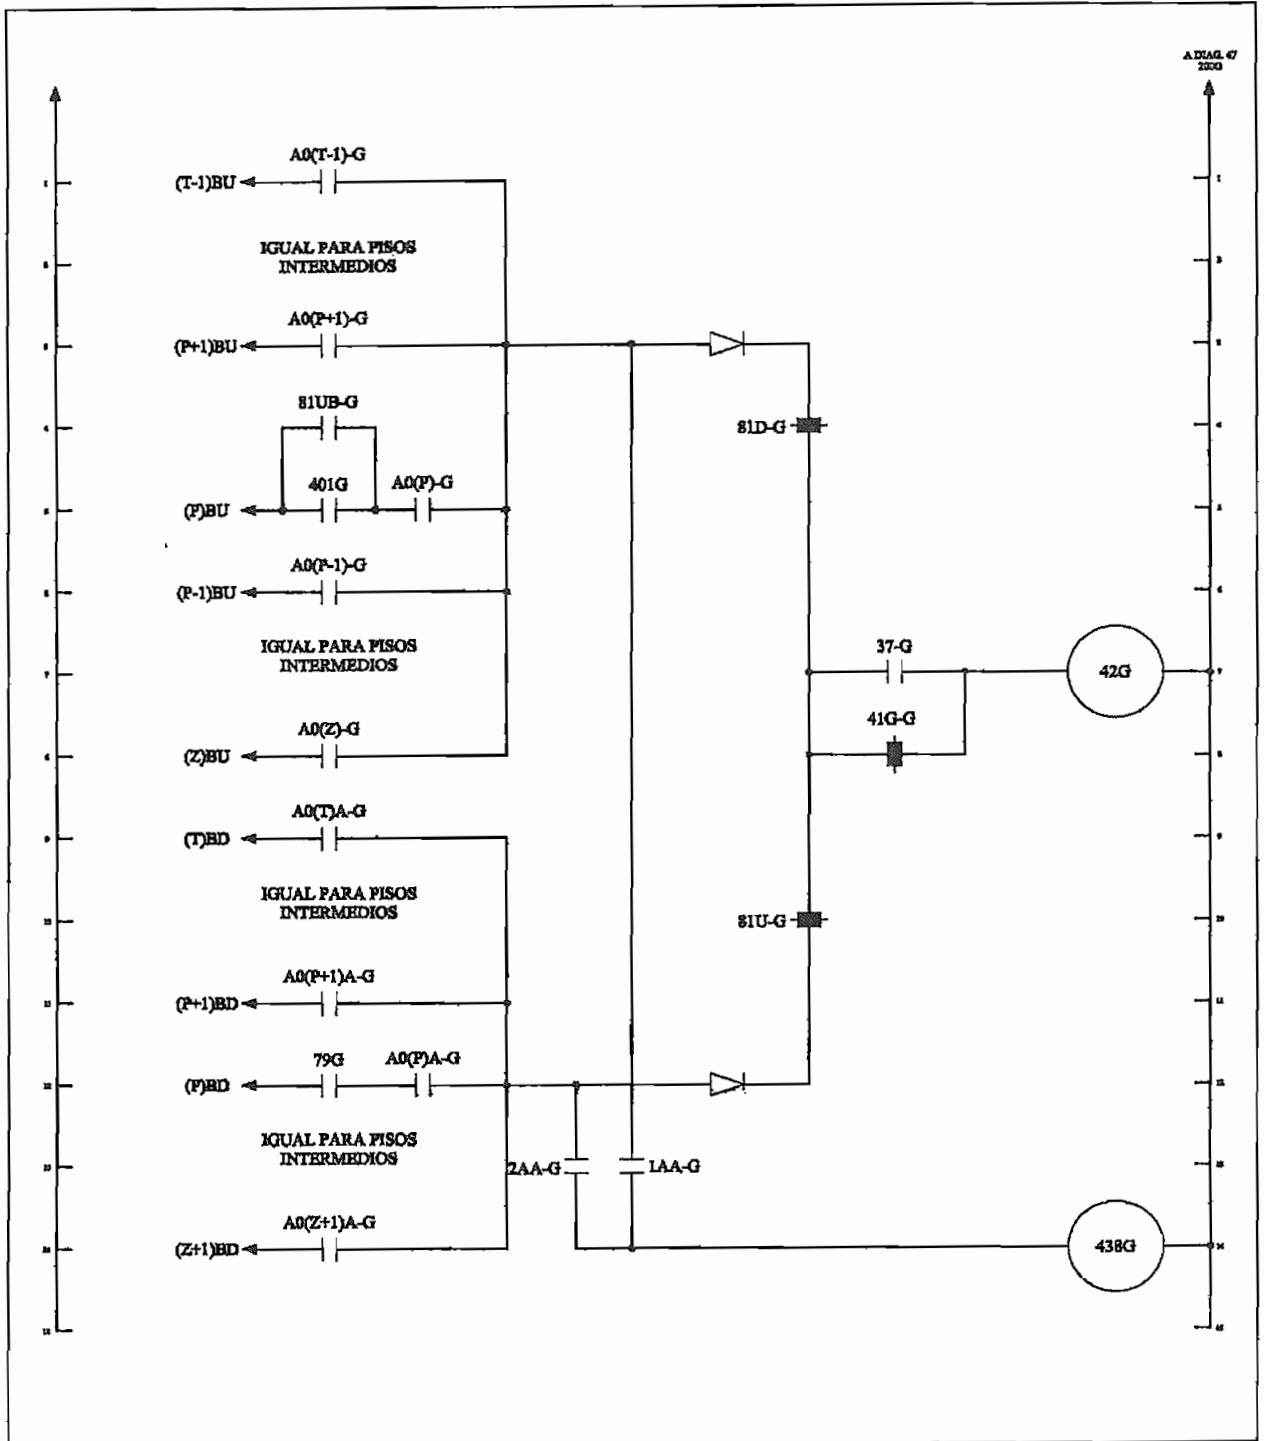 A DIAG. 47
A0(T-1)-G
(T-1)BU
IGUAL PARA PISOS
INTERMEDIOS
A0(P+1)-G
(P+1)BU
81UB-G
81D-G
401G
A0(P)-G
(P)BU
A0(P-1)-G
(P-1)BU
IGUAL PARA PISOS
INTERMEDIOS
37-G
42G
41G-G
A0(Z)-G
(Z)BU
A0(T)A-G
(T)BD
IGUAL PARA PISOS
INTERMEDIOS
81U-G
A0(P+1)A-G
(P+1)BD
79G
A0(P)A-G
(P)BD
IGUAL PARA PISOS
INTERMEDIOS
2AA-G
1AA-G
A0(Z+1)A-G
(Z+1)BD
438G